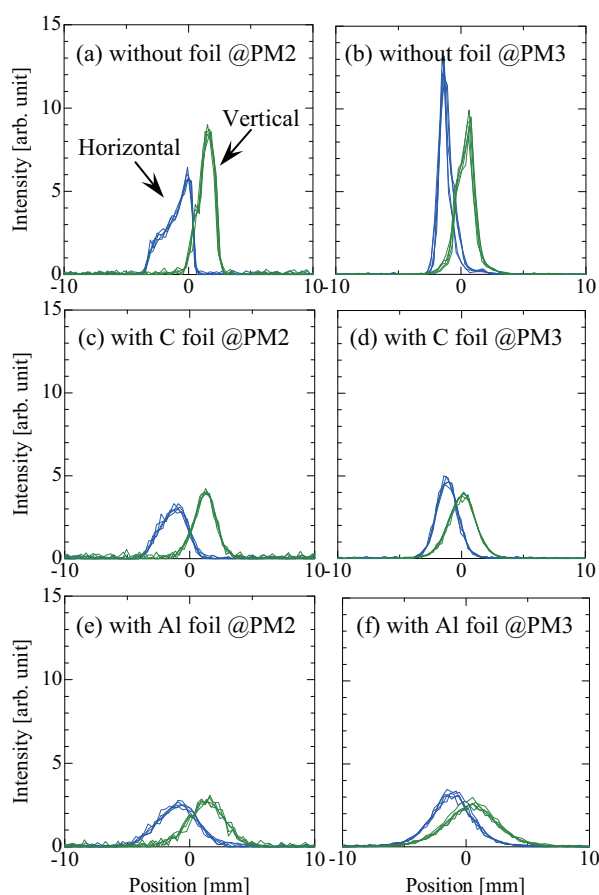 15
(a) without foil @PM2
(b) without foil @PM3
Intensity [arb. unit]
10
Vertical
Horizontal
5
0
-10
0
10
0
10
15
(c) with C foil @PM2
(d) with C foil @PM3
Intensity [arb. unit]
10
5
0
-10
0
-10
0
10
15
(e) with Al foil @PM2
(f) with Al foil @PM3
Intensity [arb. unit]
10
5
0
-10
0
10
-10
0
10
Position [mm]
Position [mm]